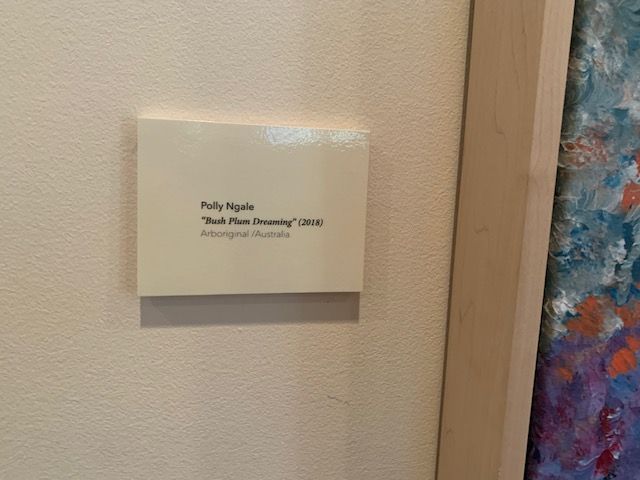 Polly Ngale
"Bush Plum Dreaming" (2018)
Arboriginal /Australia